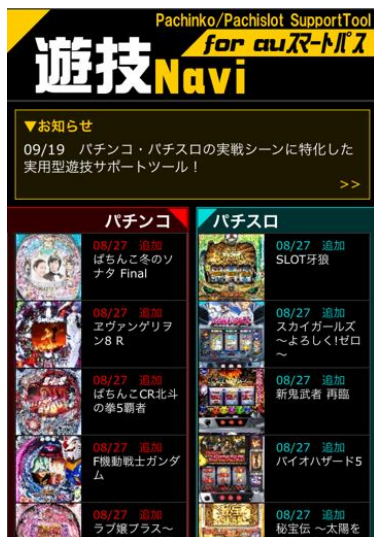 Pachinko/Pachislot SupportTool
for auスマートパス
遊技Navi
▼お知らせ
09/19 パチンコ・パチスロの実戦シーンに特化した
実用型遊技サポートツール！
>>
パチンコ
08/27 追加
ぱちんこ冬のソ
ナタ Final
08/27 追加
ヱヴァンゲリヲ
ン8 R
08/27 追加
ぱちんこCR北斗
の拳5覇者
08/27 追加
F機動戦士ガンダ
ム
08/27 追加
ラブ嬢プラス〜
パチスロ
08/27 追加
SLOT牙狼
08/27 追加
スカイガールズ
〜よろしく!ゼロ
〜
08/27 追加
新鬼武者 再臨
08/27 追加
バイオハザード5
08/27 追加
秘宝伝 〜太陽を